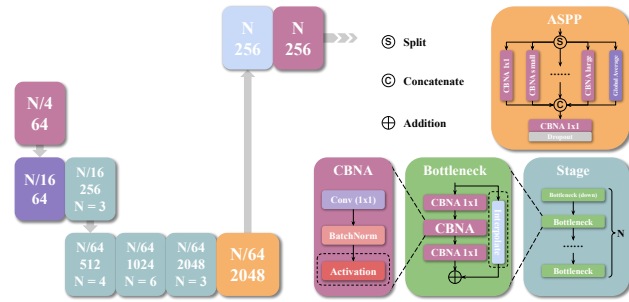 N
256
N
256
S
Split
C
Concatenate
Addition
ASPP
S
CBNA 1x1
CBNA small
......
CBNA large
Global Average
C
CBNA 1x1
Dropout
N/4
64
N/16
64
N/16
256
N = 3
N/64
512
N = 4
N/64
1024
N = 6
N/64
2048
N = 3
N/64
2048
CBNA
Conv (1x1)
BatchNorm
Activation
Bottleneck
CBNA 1x1
CBNA
CBNA 1x1
Interpolate
Stage
Bottleneck (down)
Bottleneck
......
Bottleneck
N